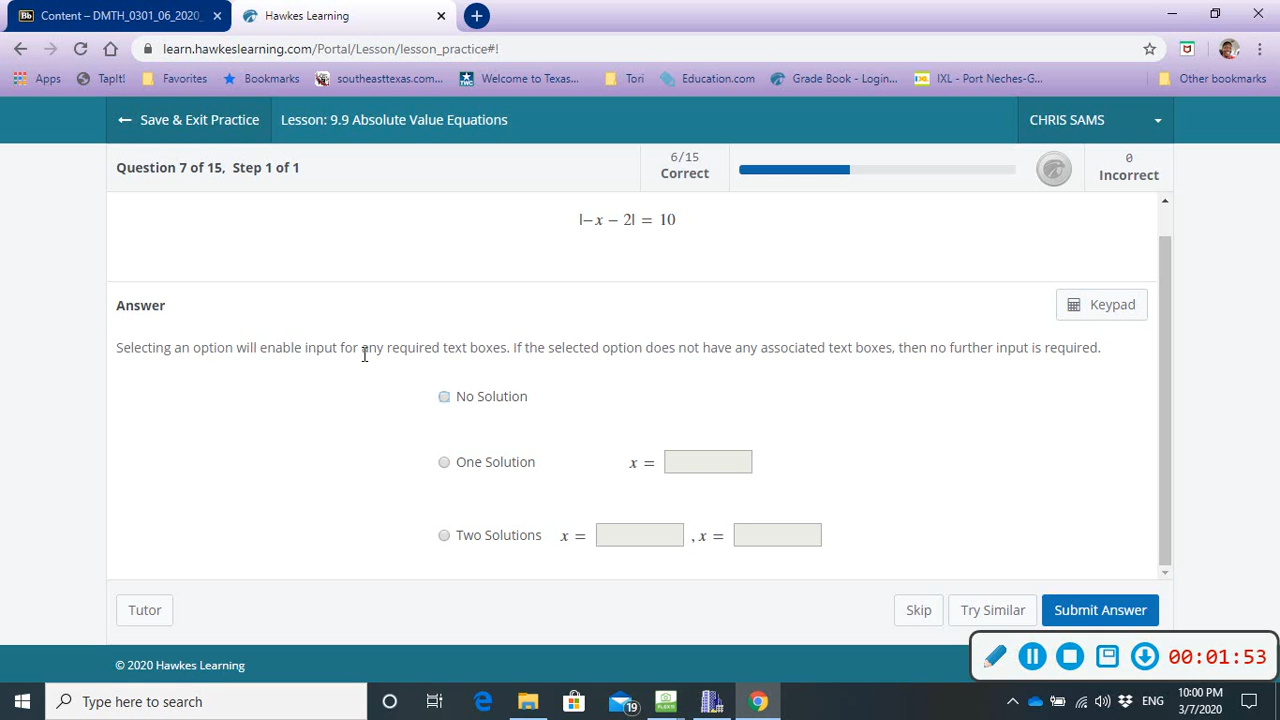 Content – DMTH_0301_06_2020_
Hawkes Learning
learn.hawkeslearning.com/Portal/Lesson/lesson_practice#!
Apps
TapIt!
Favorites
Bookmarks
southeasttexas.com...
Welcome to Texas...
Tori
Education.com
Grade Book - Login...
IXL - Port Neches-G...
Other bookmarks
← Save & Exit Practice
Lesson: 9.9 Absolute Value Equations
CHRIS SAMS
Question 7 of 15, Step 1 of 1
6/15
Correct
0
Incorrect
|−x − 2| = 10
Answer
Keypad
Selecting an option will enable input for any required text boxes. If the selected option does not have any associated text boxes, then no further input is required.
No Solution
One Solution x =
Two Solutions x = , x =
Tutor
Skip
Try Similar
Submit Answer
© 2020 Hawkes Learning
00:01:53
Type here to search
19
ENG
10:00 PM
3/7/2020